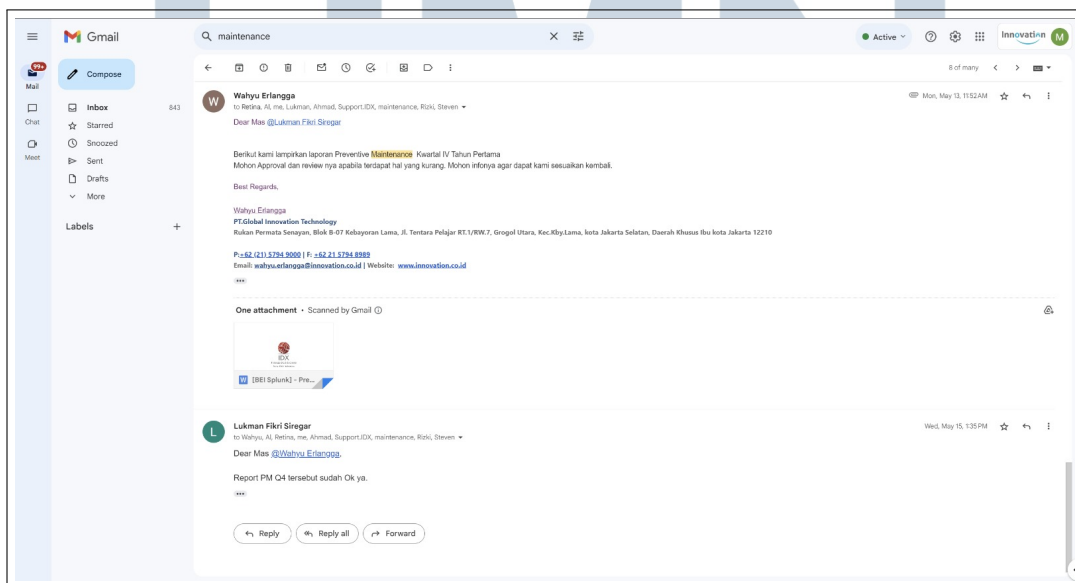 Gmail
maintenance
Active
Innovation
M
99+
Mail
Chat
Meet
Compose
Inbox 843
Starred
Snoozed
Sent
Drafts
More
Labels
8 of many
W
Wahyu Erlangga
Mon, May 13, 11:52 AM
to Retina, Al, me, Lukman, Ahmad, Support.IDX, maintenance, Rizki, Steven
Dear Mas @Lukman Fikri Siregar
Berikut kami lampirkan laporan Preventive Maintenance Kwartal IV Tahun Pertama
Mohon Approval dan review nya apabila terdapat hal yang kurang. Mohon infonya agar dapat kami sesuaikan kembali.
Best Regards,
Wahyu Erlangga
PT.Global Innovation Technology
Rukan Permata Senayan, Blok B-07 Kebayoran Lama, Jl. Tentara Pelajar RT.1/RW.7, Grogol Utara, Kec.Kby.Lama, kota Jakarta Selatan, Daerah Khusus Ibu kota Jakarta 12210
P:+62 (21) 5794 9000 | F: +62 21 5794 8989
Email: wahyu.erlangga@innovation.co.id | Website: www.innovation.co.id
One attachment • Scanned by Gmail
IDX
W [BEI Splunk] - Pre...
L
Lukman Fikri Siregar
Wed, May 15, 1:35 PM
to Wahyu, Al, Retina, me, Ahmad, Support.IDX, maintenance, Rizki, Steven
Dear Mas @Wahyu Erlangga,
Report PM Q4 tersebut sudah Ok ya.
Reply
Reply all
Forward